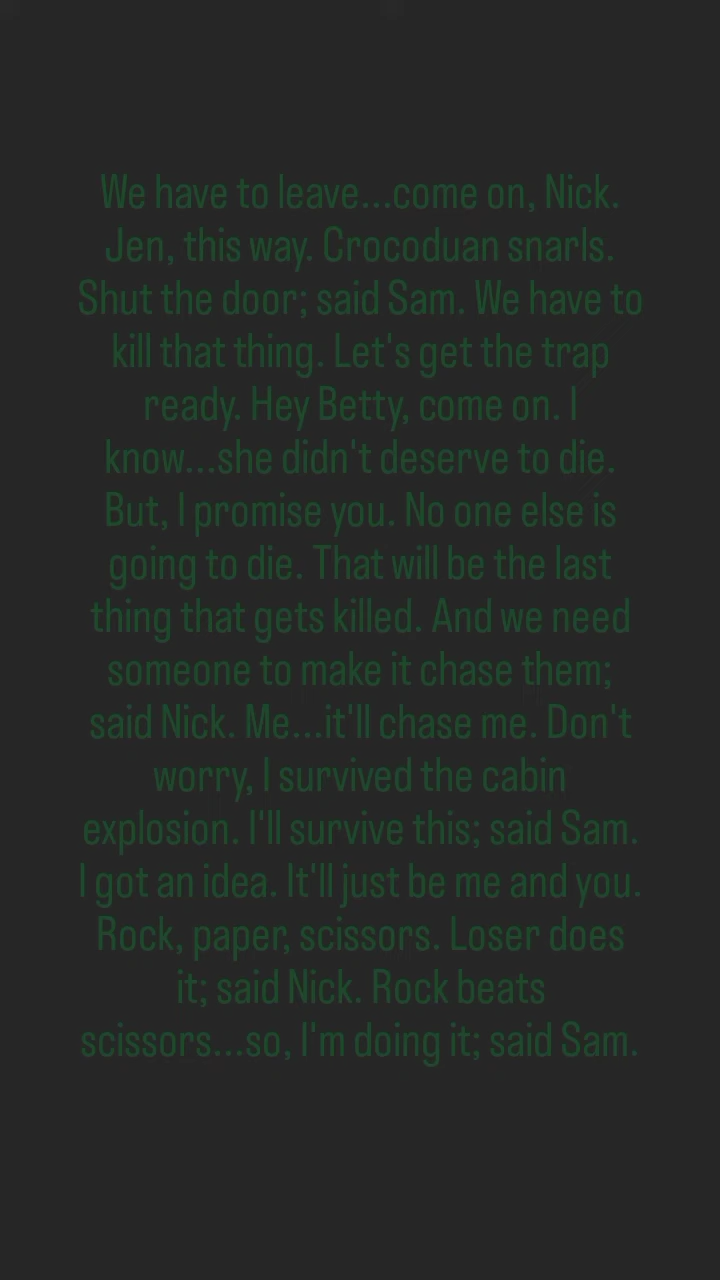 We have to leave...come on, Nick.
Jen, this way. Crocoduan snarls.
Shut the door; said Sam. We have to
kill that thing. Let's get the trap
ready. Hey Betty, come on. I
know...she didn't deserve to die.
But, I promise you. No one else is
going to die. That will be the last
thing that gets killed. And we need
someone to make it chase them;
said Nick. Me...it'll chase me. Don't
worry, I survived the cabin
explosion. I'll survive this; said Sam.
I got an idea. It'll just be me and you.
Rock, paper, scissors. Loser does
it; said Nick. Rock beats
scissors...so, I'm doing it; said Sam.